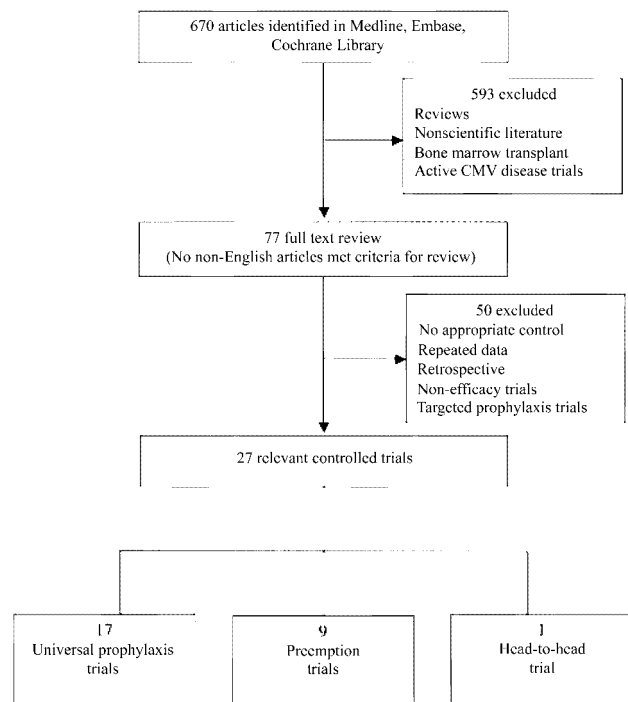 670 articles identified in Medline, Embase,
Cochrane Library
593 excluded
Reviews
Nonscientific literature
Bone marrow transplant
Active CMV disease trials
77 full text review
(No non-English articles met criteria for review)
50 excluded
No appropriate control
Repeated data
Retrospective
Non-efficacy trials
Targeted prophylaxis trials
27 relevant controlled trials
17
Universal prophylaxis
trials
9
Preemption
trials
1
Head-to-head
trial